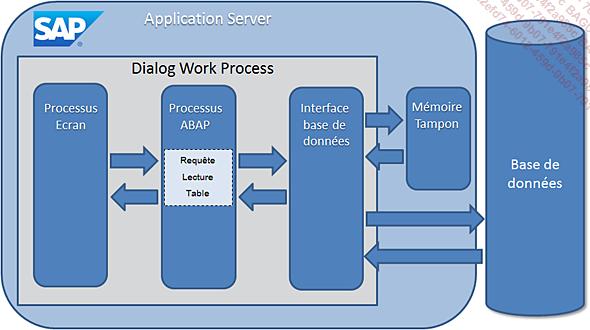 SAP
Application Server
Dialog Work Process
Processus
Ecran
Processus
ABAP
Requête
Lecture
Table
Interface
base de
données
Mémoire
Tampon
Base de
données